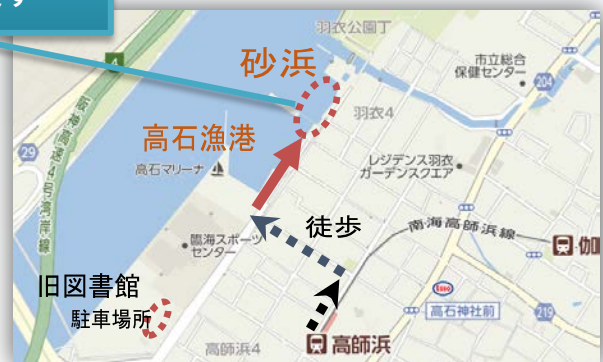 す
羽衣公園丁
砂浜
市立総合
保健センター
4
204
羽衣4
阪神高速4号湾岸線
高石漁港
29
高石マリーナ
レジデンス羽衣
ガーデンスクエア
徒歩
南海高師浜線
臨海スポーツ
センター
伽
旧図書館
駐車場所
Esso
高石神社前
219
高師浜4
高師浜